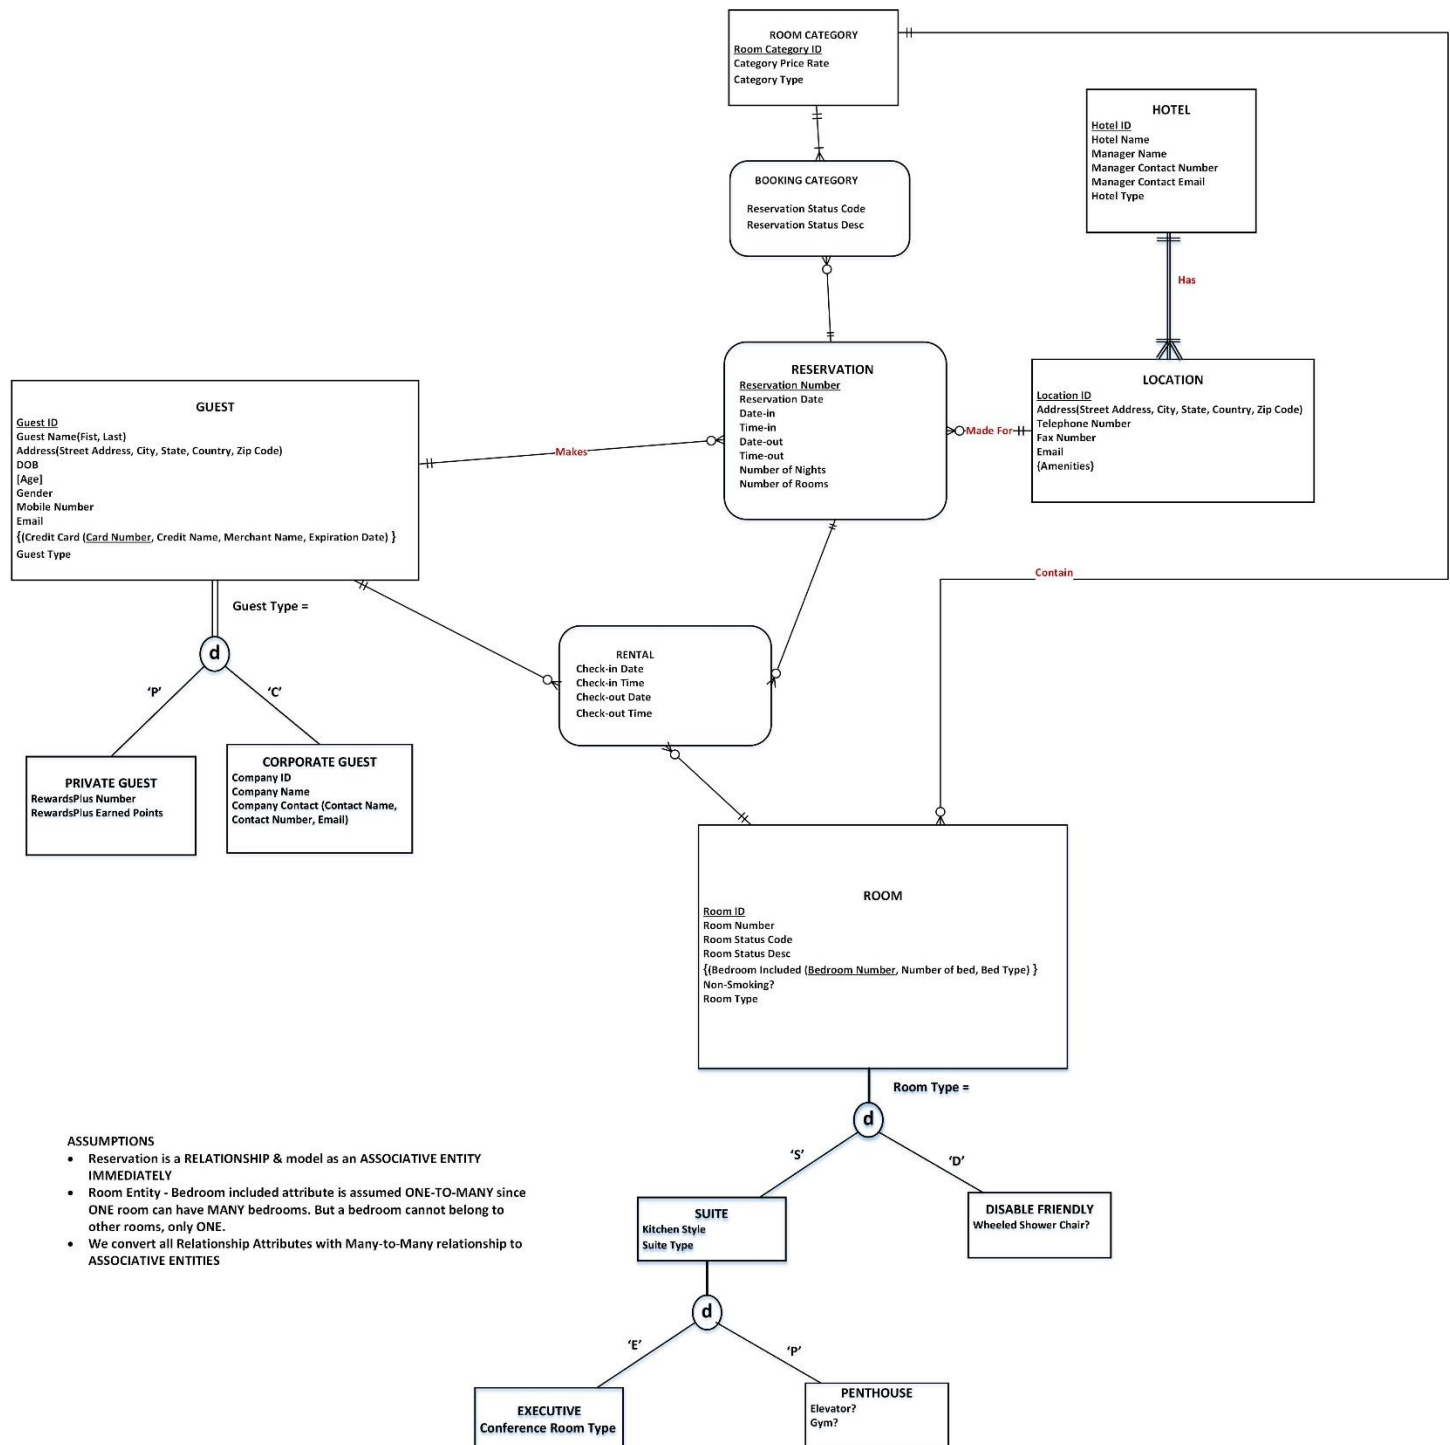 ROOM CATEGORY
Room Category ID
Category Price Rate
Category Type
HOTEL
Hotel ID
Hotel Name
Manager Name
Manager Contact Number
Manager Contact Email
Hotel Type
BOOKING CATEGORY
Reservation Status Code
Reservation Status Desc
Has
RESERVATION
Reservation Number
Reservation Date
Date-in
Time-in
Date-out
Time-out
Number of Nights
Number of Rooms
Made For
LOCATION
Location ID
Address(Street Address, City, State, Country, Zip Code)
Telephone Number
Fax Number
Email
{Amenities}
GUEST
Guest ID
Guest Name(Fist, Last)
Address(Street Address, City, State, Country, Zip Code)
DOB
[Age]
Gender
Mobile Number
Email
{(Credit Card (Card Number, Credit Name, Merchant Name, Expiration Date) }
Guest Type
Makes
Contain
Guest Type =
d
'P'
'C'
RENTAL
Check-in Date
Check-in Time
Check-out Date
Check-out Time
PRIVATE GUEST
RewardsPlus Number
RewardsPlus Earned Points
CORPORATE GUEST
Company ID
Company Name
Company Contact (Contact Name,
Contact Number, Email)
ROOM
Room ID
Room Number
Room Status Code
Room Status Desc
{(Bedroom Included (Bedroom Number, Number of bed, Bed Type) }
Non-Smoking?
Room Type
Room Type =
d
'S'
'D'
ASSUMPTIONS
• Reservation is a RELATIONSHIP & model as an ASSOCIATIVE ENTITY
IMMEDIATELY
• Room Entity - Bedroom included attribute is assumed ONE-TO-MANY since
ONE room can have MANY bedrooms. But a bedroom cannot belong to
other rooms, only ONE.
• We convert all Relationship Attributes with Many-to-Many relationship to
ASSOCIATIVE ENTITIES
SUITE
Kitchen Style
Suite Type
DISABLE FRIENDLY
Wheeled Shower Chair?
d
'E'
'P'
EXECUTIVE
Conference Room Type
PENTHOUSE
Elevator?
Gym?